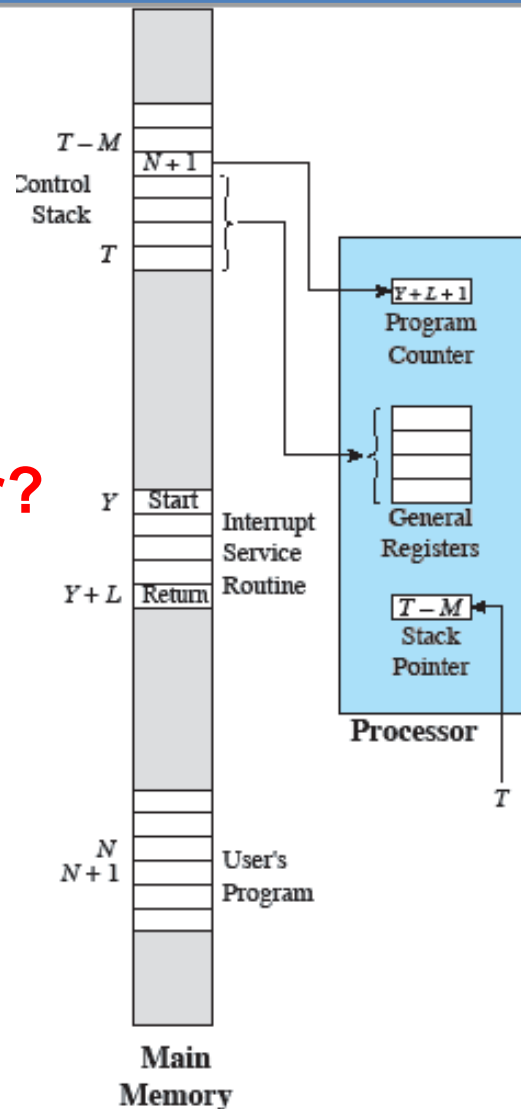 T – M
N + 1
Control
Stack
T
Y + L + 1
Program
Counter
General
Registers
T – M
Stack
Pointer
Processor
T
?
Y
Start
Interrupt
Service
Routine
Y + L
Return
N
N + 1
User's
Program
Main
Memory